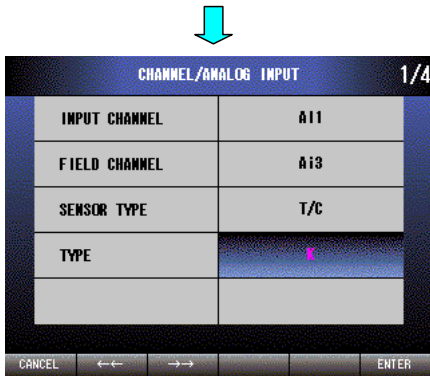 CHANNEL/ANALOG INPUT 1/4
INPUT CHANNEL AI1
FIELD CHANNEL Ai3
SENSOR TYPE T/C
TYPE K
CANCEL ←← →→ ENTER